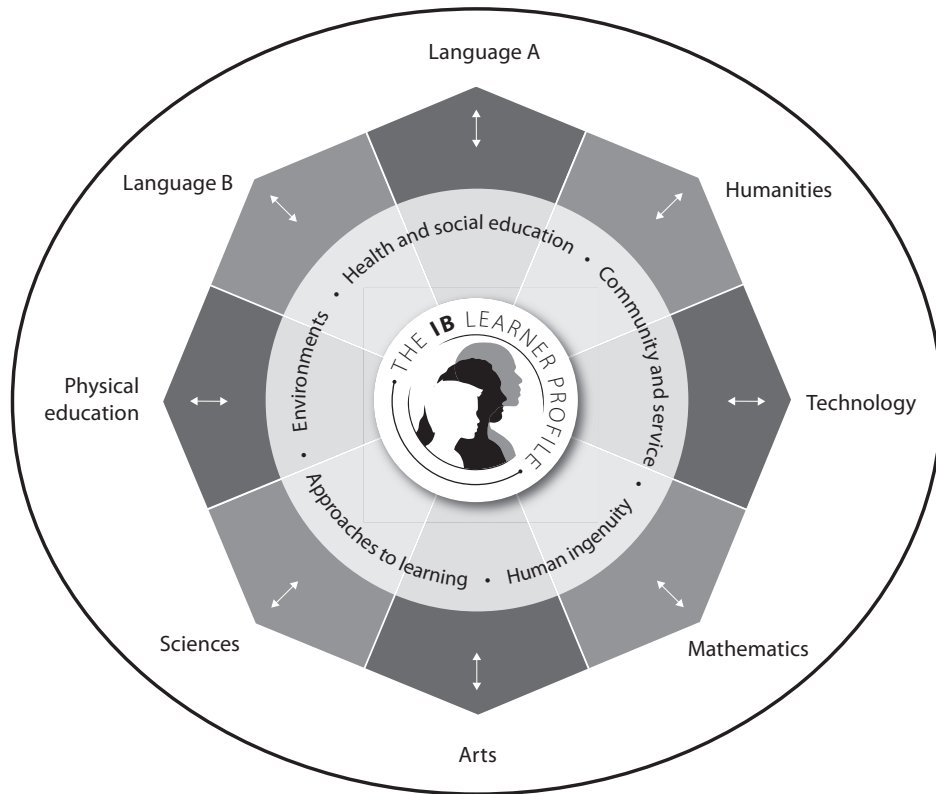 Language A
Language B
Humanities
Health and social education
Community and service
Environments
THE IB LEARNER PROFILE
Physical
education
Technology
Approaches to learning
Human ingenuity
Sciences
Mathematics
Arts